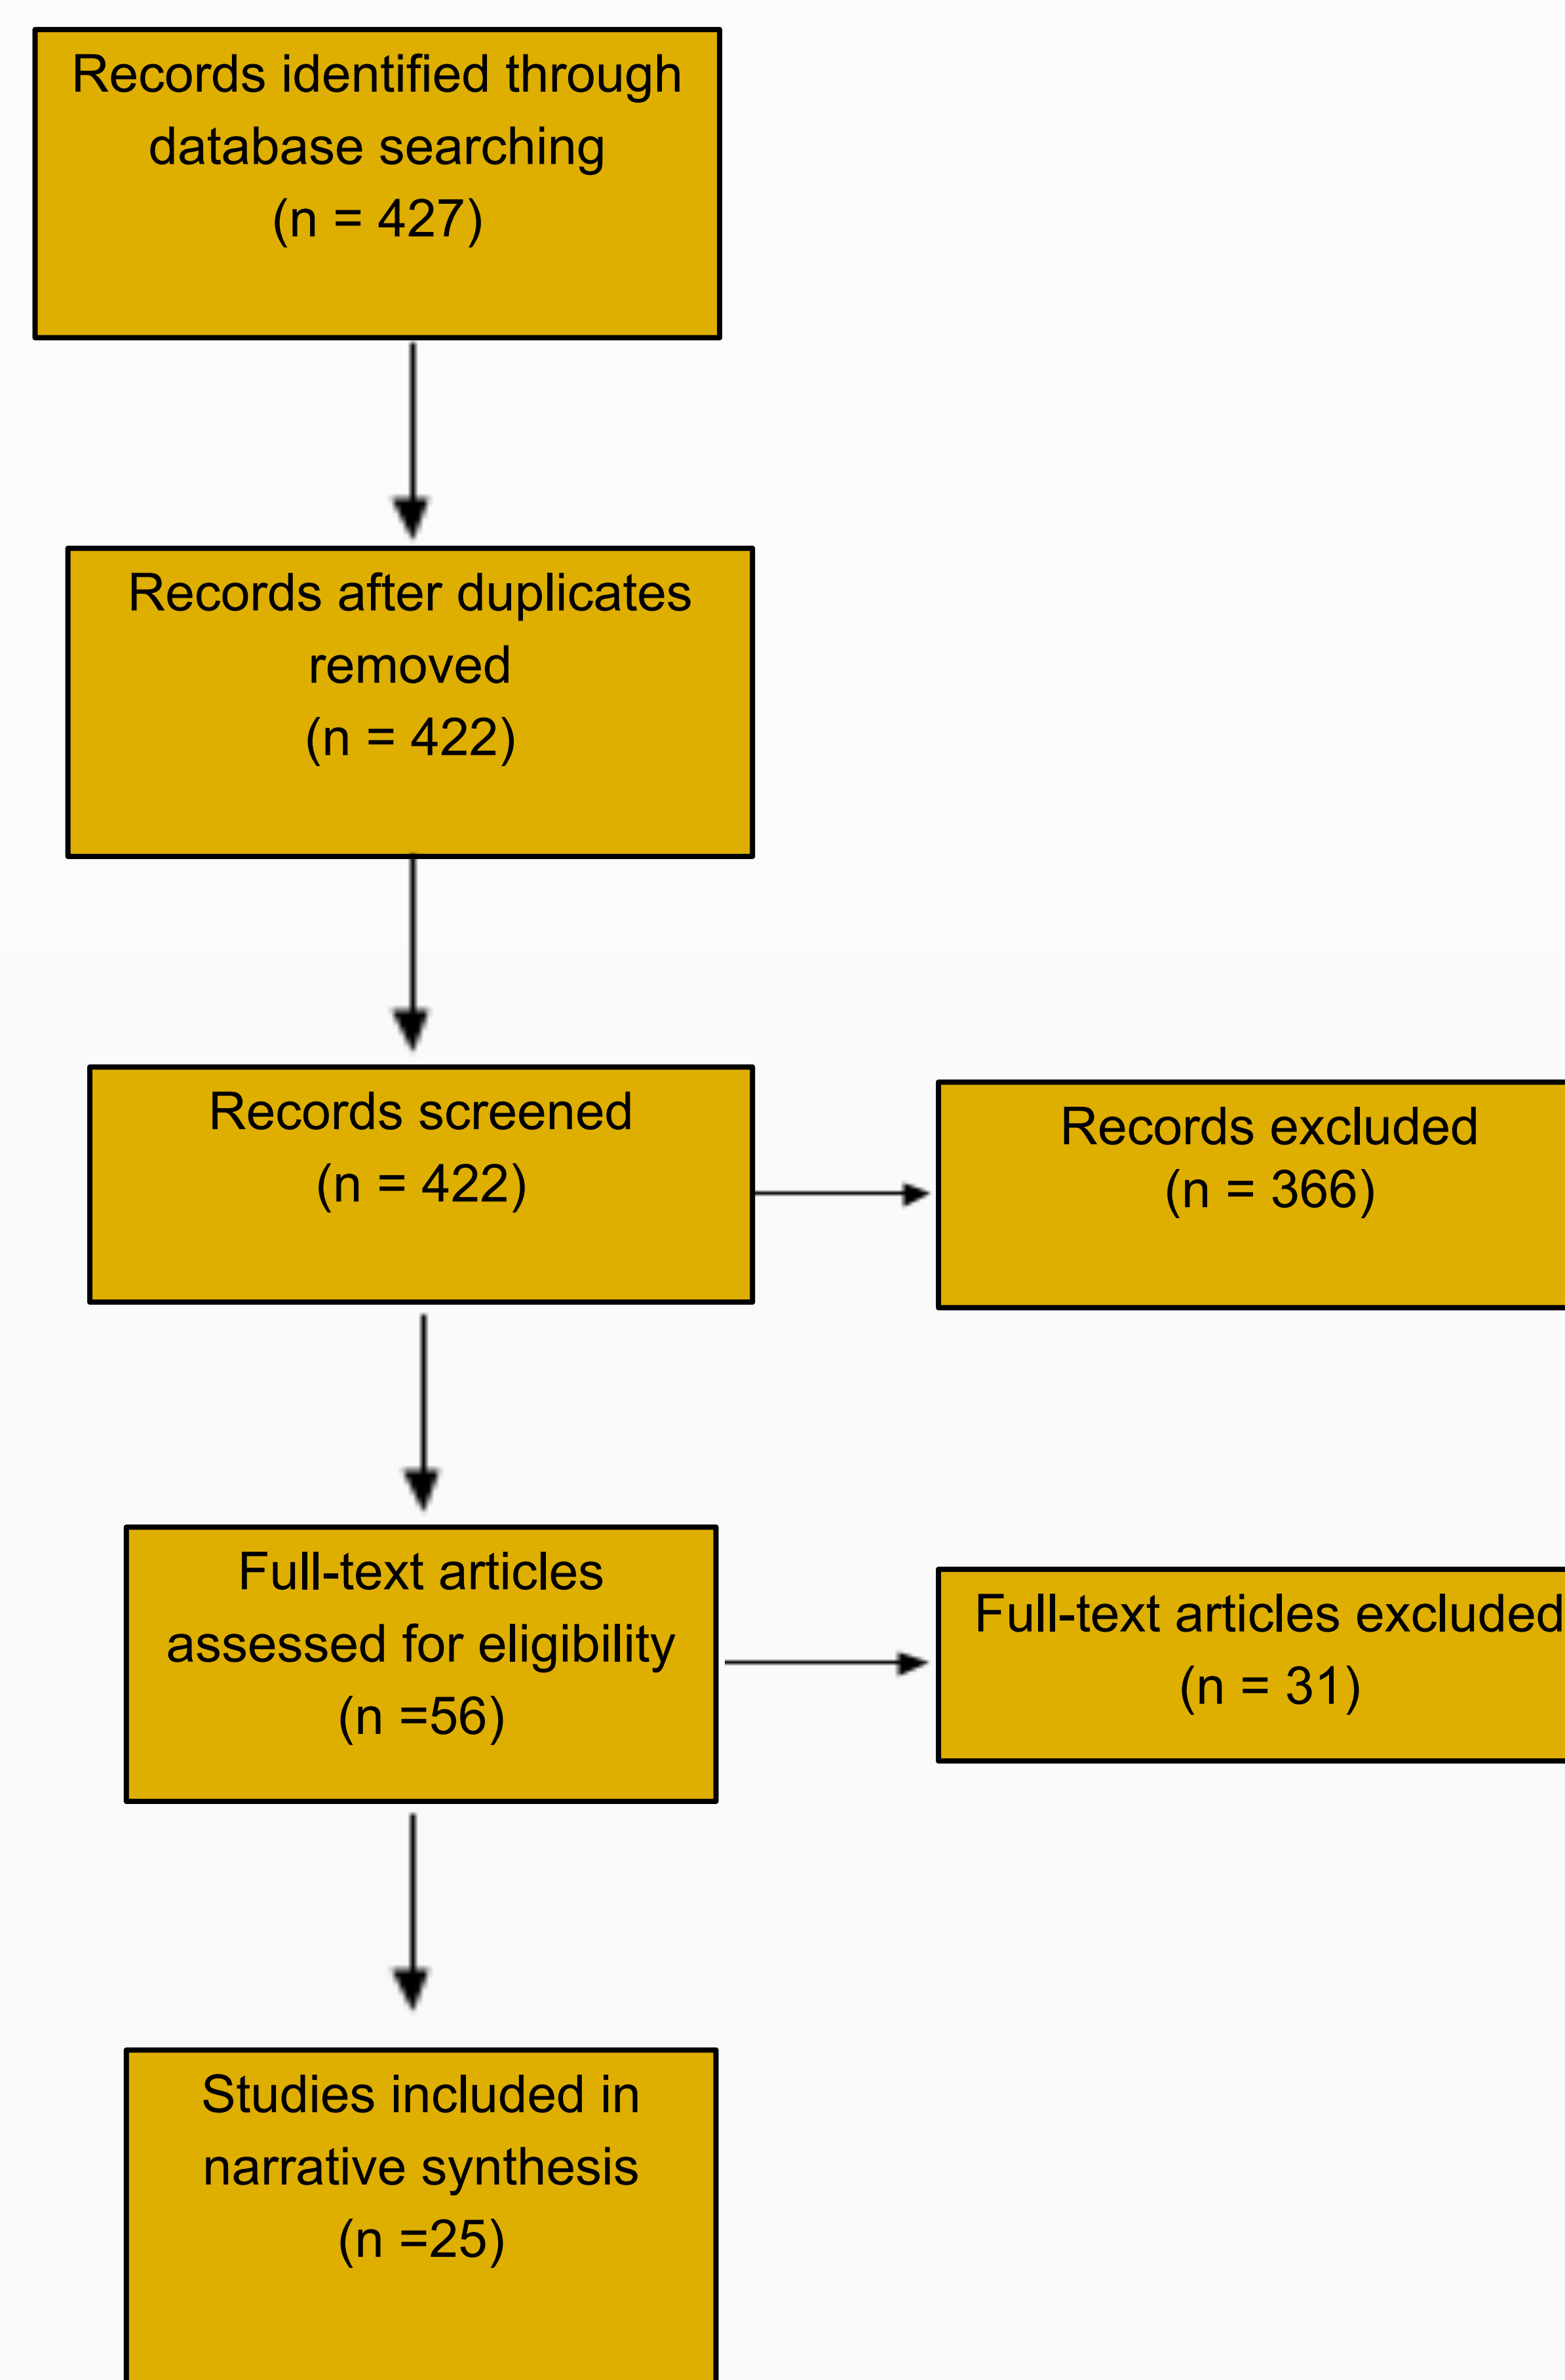 Records identified through
database searching
(n = 427)
Records after duplicates
removed
(n = 422)
Records screened
(n = 422)
Records excluded
(n = 366)
Full-text articles
assessed for eligibility
(n =56)
Full-text articles excluded
(n = 31)
Studies included in
narrative synthesis
(n =25)